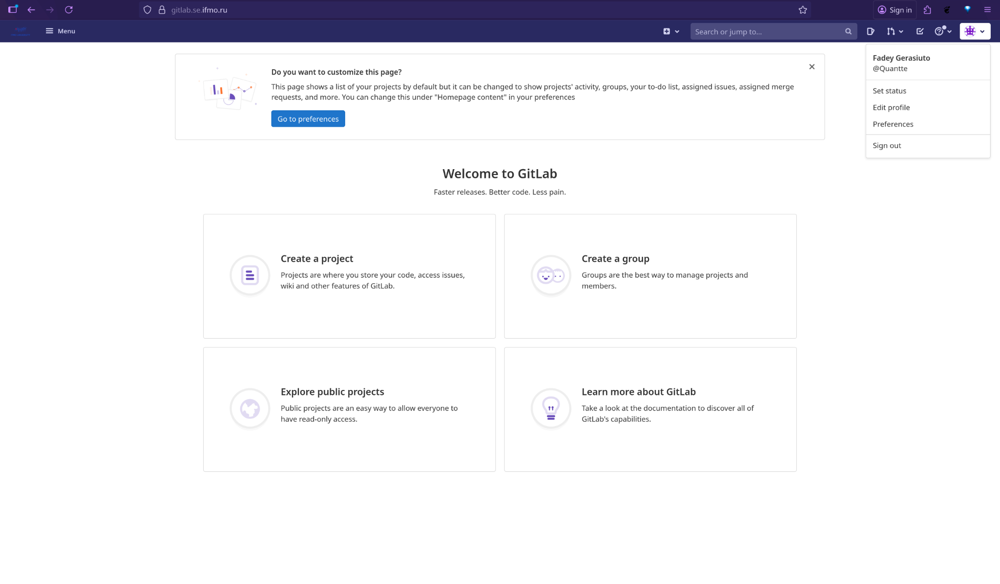 gitlab.se.ifmo.ru
Sign in
Menu
Search or jump to...
Fadey Gerasiuto
@Quantte
Set status
Edit profile
Preferences
Sign out
Do you want to customize this page?
This page shows a list of your projects by default but it can be changed to show projects' activity, groups, your to-do list, assigned issues, assigned merge
requests, and more. You can change this under "Homepage content" in your preferences
Go to preferences
Welcome to GitLab
Faster releases. Better code. Less pain.
Create a project
Projects are where you store your code, access issues,
wiki and other features of GitLab.
Create a group
Groups are the best way to manage projects and
members.
Explore public projects
Public projects are an easy way to allow everyone to
have read-only access.
Learn more about GitLab
Take a look at the documentation to discover all of
GitLab's capabilities.